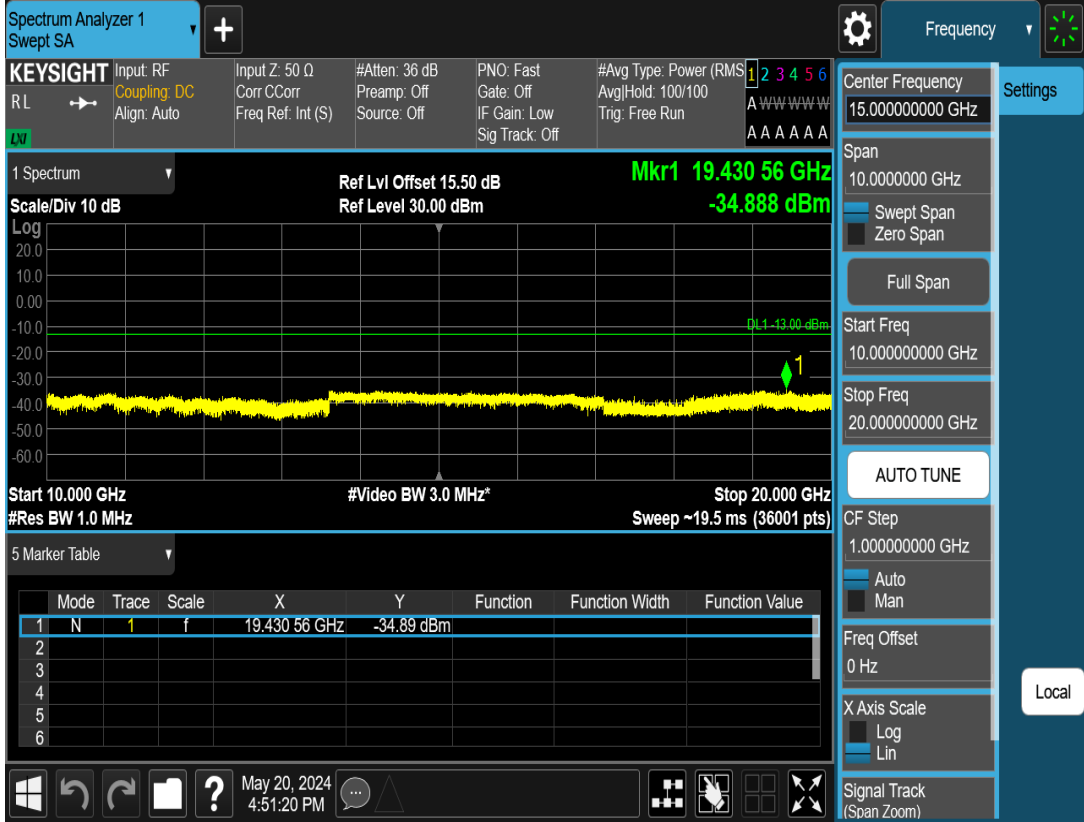 Spectrum Analyzer 1
Swept SA
+
Frequency
KEYSIGHT
RL
LXI
Input: RF
Coupling: DC
Align: Auto
Input Z: 50 Ω
Corr CCorr
Freq Ref: Int (S)
#Atten: 36 dB
Preamp: Off
Source: Off
PNO: Fast
Gate: Off
IF Gain: Low
Sig Track: Off
#Avg Type: Power (RMS
Avg|Hold: 100/100
Trig: Free Run
1 2 3 4 5 6
A W W W W W
A A A A A A
1 Spectrum
Scale/Div 10 dB
Ref Lvl Offset 15.50 dB
Ref Level 30.00 dBm
Mkr1 19.430 56 GHz
-34.888 dBm
Log
20.0
10.0
0.00
-10.0
-20.0
-30.0
-40.0
-50.0
-60.0
DL1 -13.00 dBm
1
Start 10.000 GHz
#Video BW 3.0 MHz*
Stop 20.000 GHz
#Res BW 1.0 MHz
Sweep ~19.5 ms (36001 pts)
5 Marker Table
Mode Trace Scale X Y Function Function Width Function Value
1 N 1 f 19.430 56 GHz -34.89 dBm
2
3
4
5
6
?
May 20, 2024
4:51:20 PM
Center Frequency
15.000000000 GHz
Settings
Span
10.0000000 GHz
Swept Span
Zero Span
Full Span
Start Freq
10.000000000 GHz
Stop Freq
20.000000000 GHz
AUTO TUNE
CF Step
1.000000000 GHz
Auto
Man
Freq Offset
0 Hz
X Axis Scale
Log
Lin
Local
Signal Track
(Span Zoom)